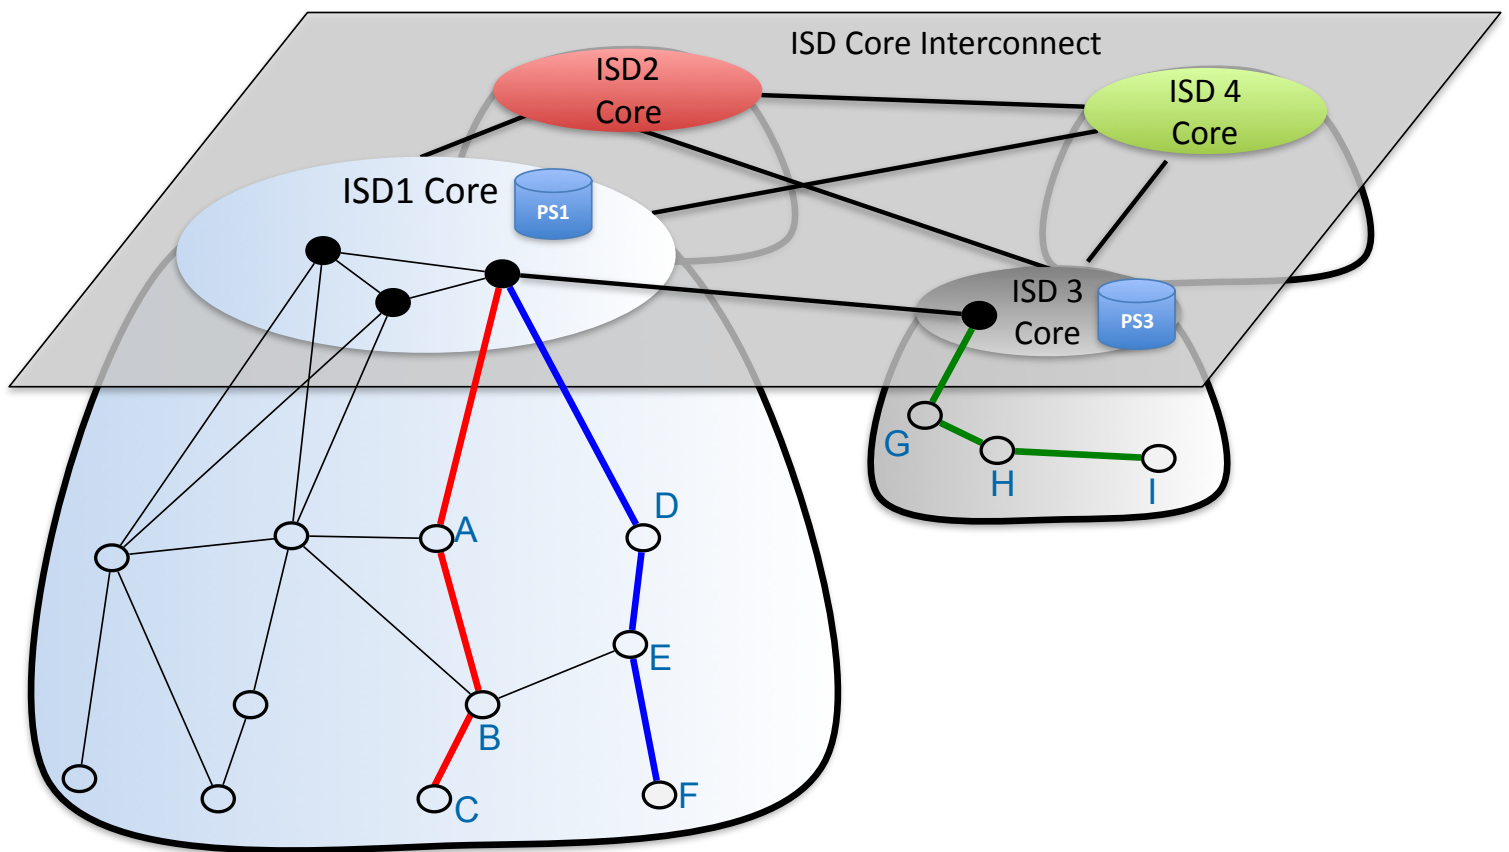 ISD Core Interconnect
ISD2
Core
ISD 4
Core
ISD1 Core
PS1
ISD 3
Core
PS3
G
H
I
A
D
E
B
C
F